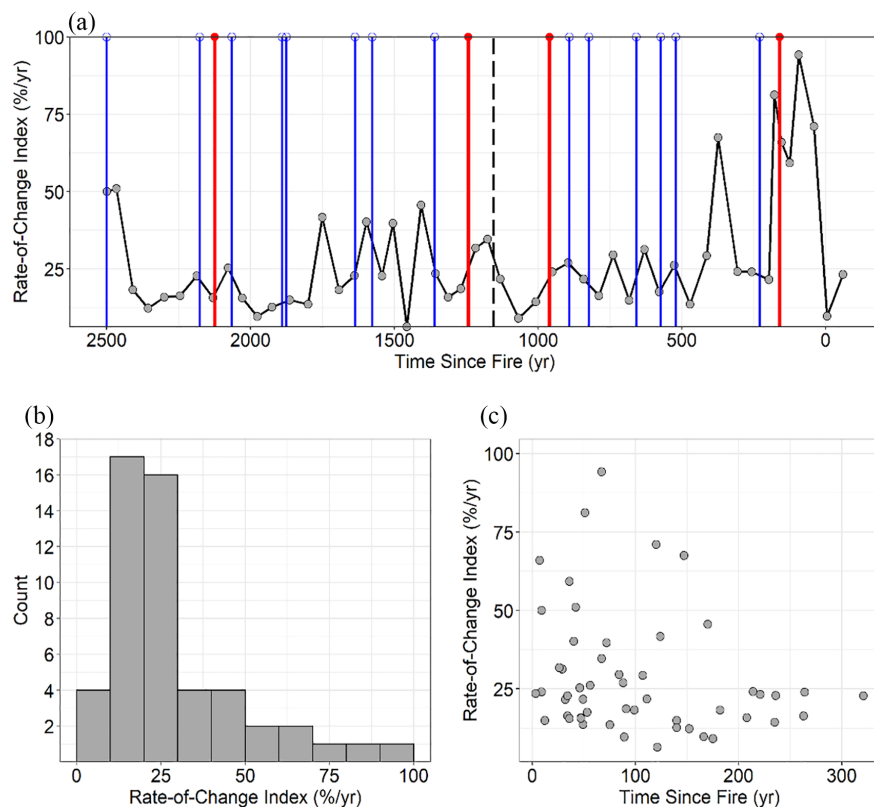 (a)
100
75
50
25
Rate-of-Change Index (%/yr)
2500 2000 1500 1000 500 0
Time Since Fire (yr)
(b)
18
16
14
12
10
8
6
4
2
Count
0 25 50 75 100
Rate-of-Change Index (%/yr)
(c)
100
75
50
25
0
Rate-of-Change Index (%/yr)
0 100 200 300
Time Since Fire (yr)